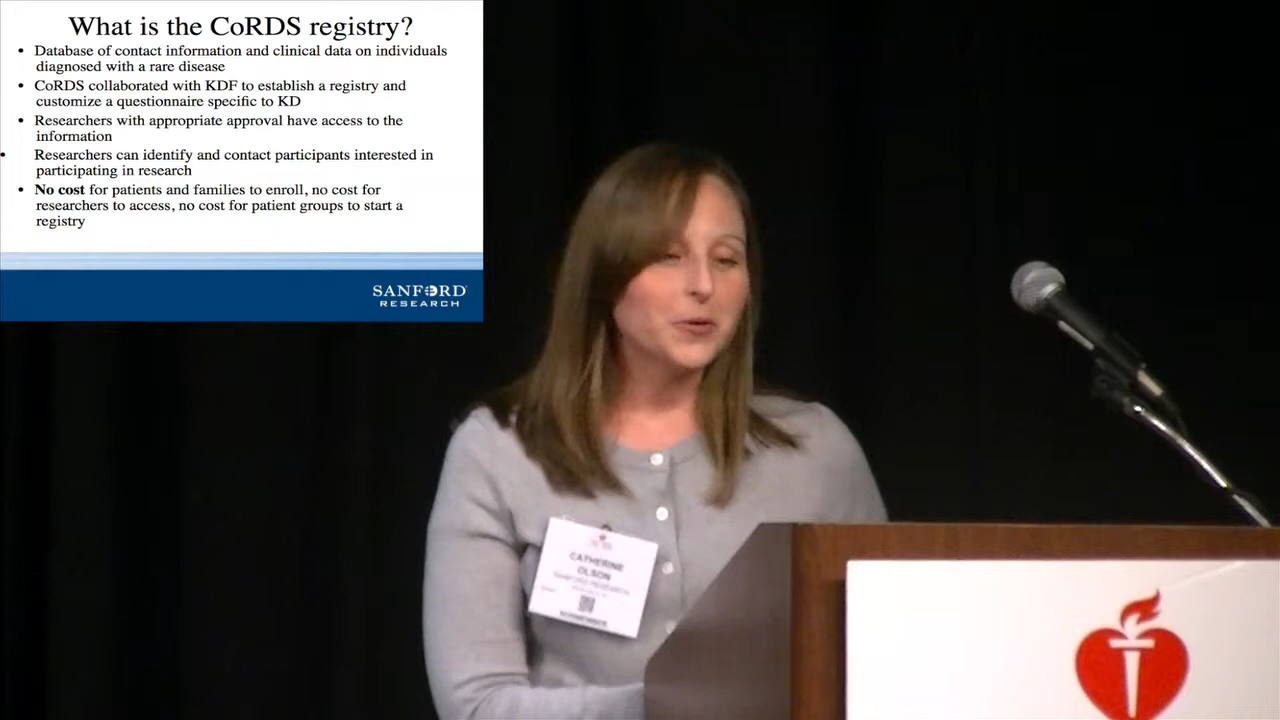 What is the CoRDS registry?
• Database of contact information and clinical data on individuals
diagnosed with a rare disease
• CoRDS collaborated with KDF to establish a registry and
customize a questionnaire specific to KD
• Researchers with appropriate approval have access to the
information
• Researchers can identify and contact participants interested in
participating in research
• No cost for patients and families to enroll, no cost for
researchers to access, no cost for patient groups to start a
registry
SANFORD
RESEARCH
CATHERINE
OLSON
SANFORD RESEARCH